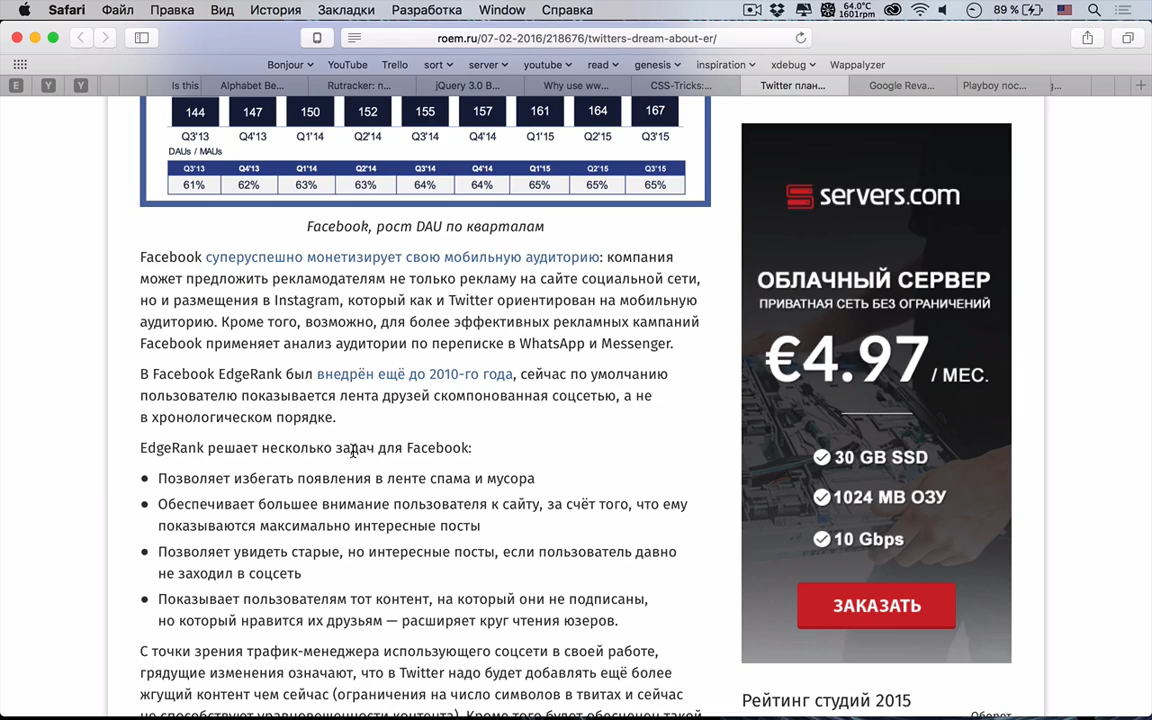 Safari Файл Правка Вид История Закладки Разработка Window Справка 64.0°C 1601rpm 89 %
roem.ru/07-02-2016/218676/twitters-dream-about-er/
Bonjour YouTube Trello sort server youtube read genesis inspiration xdebug Wappalyzer
E Y Y Is this Alphabet Be... Rutracker: n... jQuery 3.0 B... Why use ww... CSS-Tricks:... Twitter план... Google Reva... Playboy пос...
144 147 150 152 155 157 161 164 167
Q3'13 Q4'13 Q1'14 Q2'14 Q3'14 Q4'14 Q1'15 Q2'15 Q3'15
DAUs / MAUs
Q3'13 Q4'13 Q1'14 Q2'14 Q3'14 Q4'14 Q1'15 Q2'15 Q3'15
61% 62% 63% 63% 64% 64% 65% 65% 65%
Facebook, рост DAU по кварталам
Facebook суперуспешно монетизирует свою мобильную аудиторию: компания
может предложить рекламодателям не только рекламу на сайте социальной сети,
но и размещения в Instagram, который как и Twitter ориентирован на мобильную
аудиторию. Кроме того, возможно, для более эффективных рекламных кампаний
Facebook применяет анализ аудитории по переписке в WhatsApp и Messenger.
В Facebook EdgeRank был внедрён ещё до 2010-го года, сейчас по умолчанию
пользователю показывается лента друзей скомпонованная соцсетью, а не
в хронологическом порядке.
EdgeRank решает несколько задач для Facebook:
● Позволяет избегать появления в ленте спама и мусора
● Обеспечивает большее внимание пользователя к сайту, за счёт того, что ему
показываются максимально интересные посты
● Позволяет увидеть старые, но интересные посты, если пользователь давно
не заходил в соцсеть
● Показывает пользователям тот контент, на который они не подписаны,
но который нравится их друзьям — расширяет круг чтения юзеров.
С точки зрения трафик-менеджера использующего соцсети в своей работе,
грядущие изменения означают, что в Twitter надо будет добавлять ещё более
жгущий контент чем сейчас (ограничения на число символов в твитах и сейчас
не способствуют уравновешенности контента). Кроме того будет обесценен такой
servers.com
ОБЛАЧНЫЙ СЕРВЕР
ПРИВАТНАЯ СЕТЬ БЕЗ ОГРАНИЧЕНИЙ
€4.97 / МЕС.
30 GB SSD
1024 MB ОЗУ
10 Gbps
ЗАКАЗАТЬ
Рейтинг студий 2015
Оборот